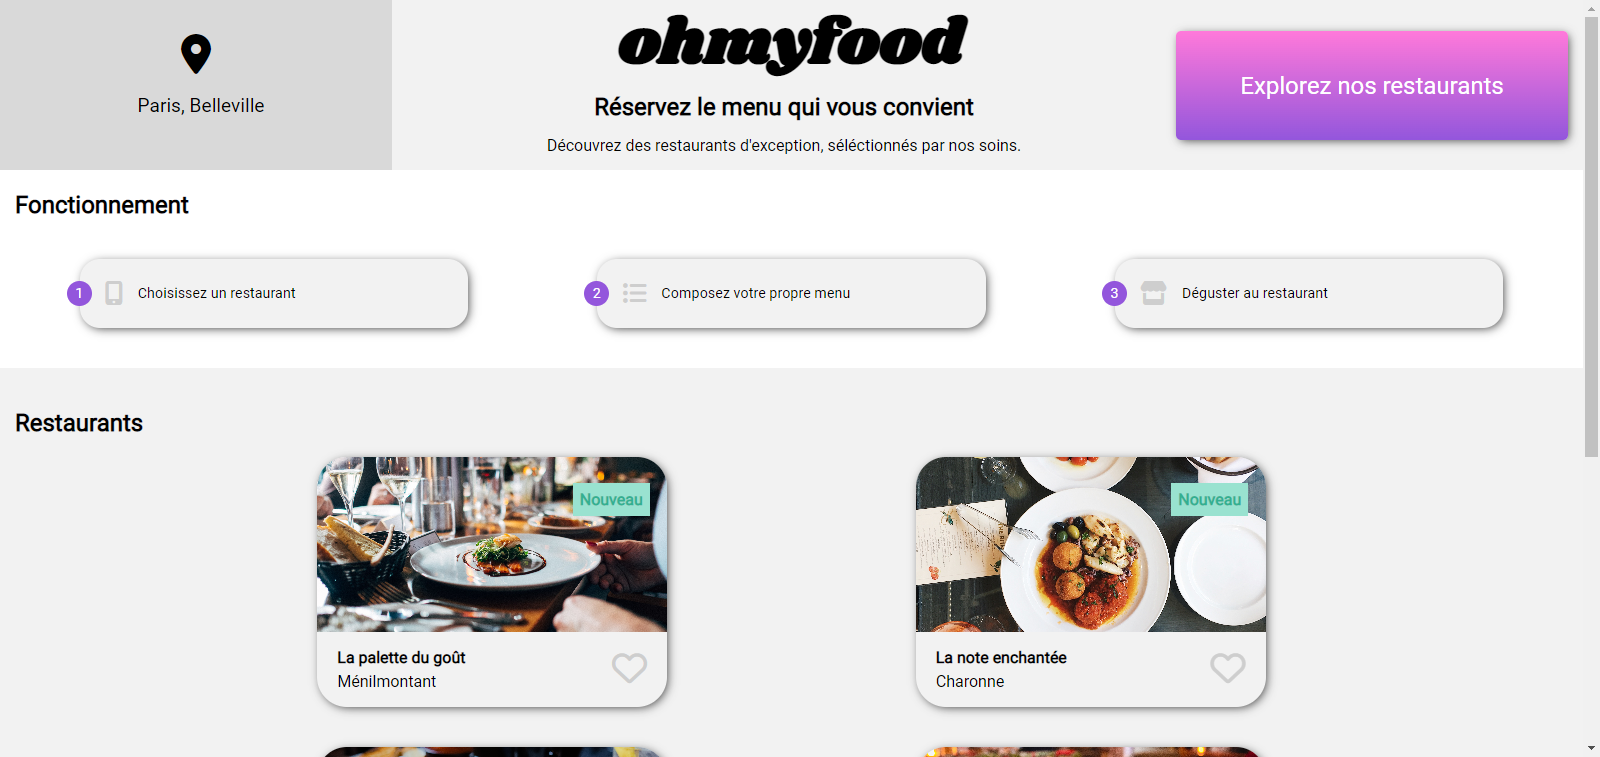 Paris, Belleville
ohmyfood
Réservez le menu qui vous convient
Découvrez des restaurants d'exception, séléctionnés par nos soins.
Explorez nos restaurants
Fonctionnement
1 Choisissez un restaurant
2 Composez votre propre menu
3 Déguster au restaurant
Restaurants
Nouveau
La palette du goût
Ménilmontant
Nouveau
La note enchantée
Charonne